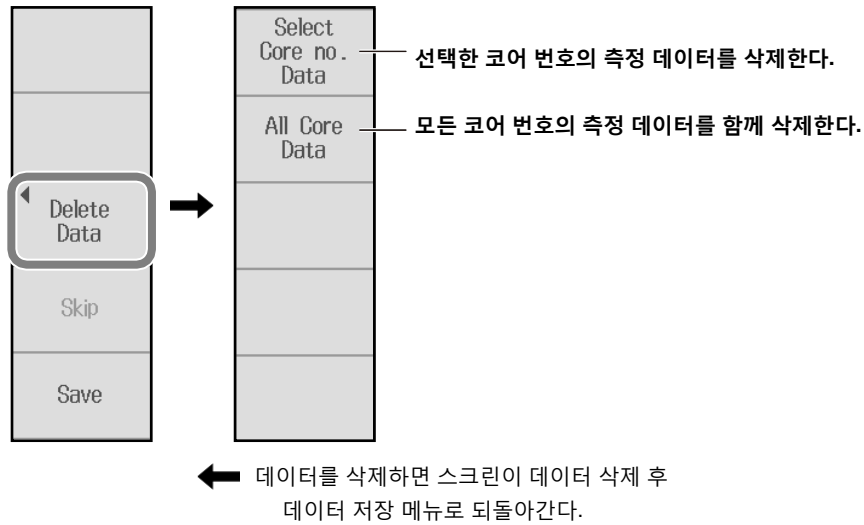 Select
Core no.
Data
선택한 코어 번호의 측정 데이터를 삭제한다.
All Core
Data
모든 코어 번호의 측정 데이터를 함께 삭제한다.
Delete
Data
Skip
Save
데이터를 삭제하면 스크린이 데이터 삭제 후
데이터 저장 메뉴로 되돌아간다.